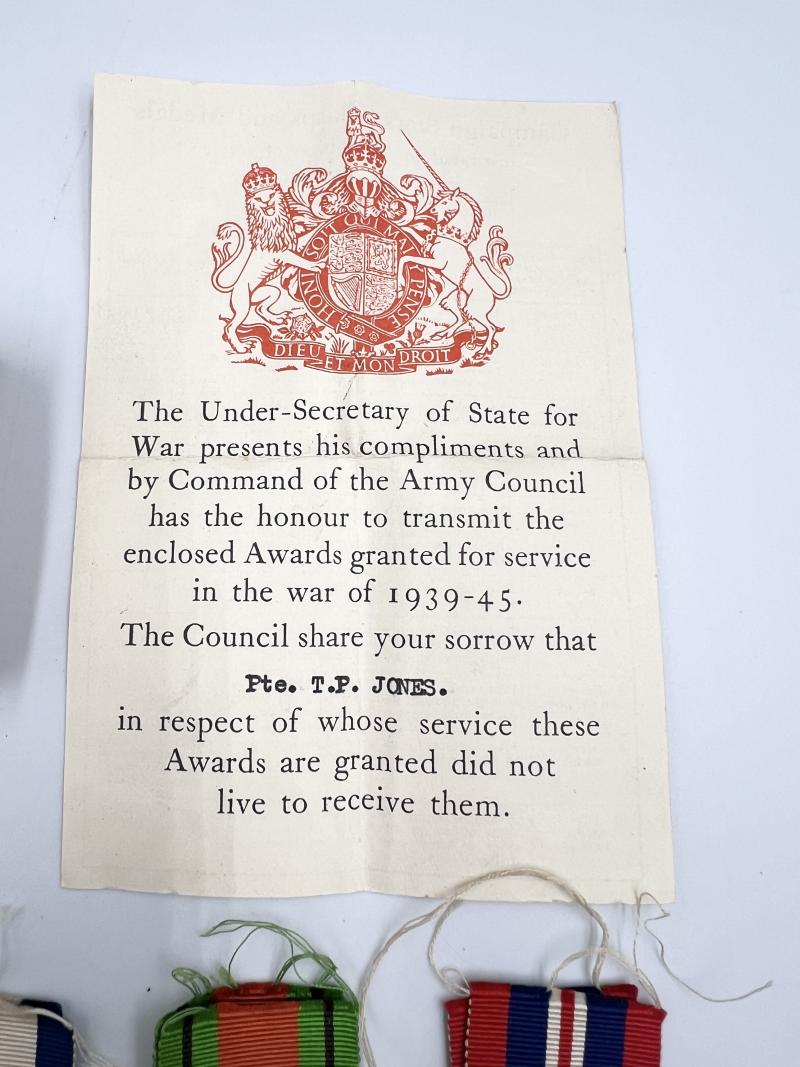 HONI SOIT QUI MAL Y PENSE
DIEU ET MON DROIT
The Under-Secretary of State for
War presents his compliments and
by Command of the Army Council
has the honour to transmit the
enclosed Awards granted for service
in the war of 1939-45.
The Council share your sorrow that
Pte. T.P. JONES.
in respect of whose service these
Awards are granted did not
live to receive them.